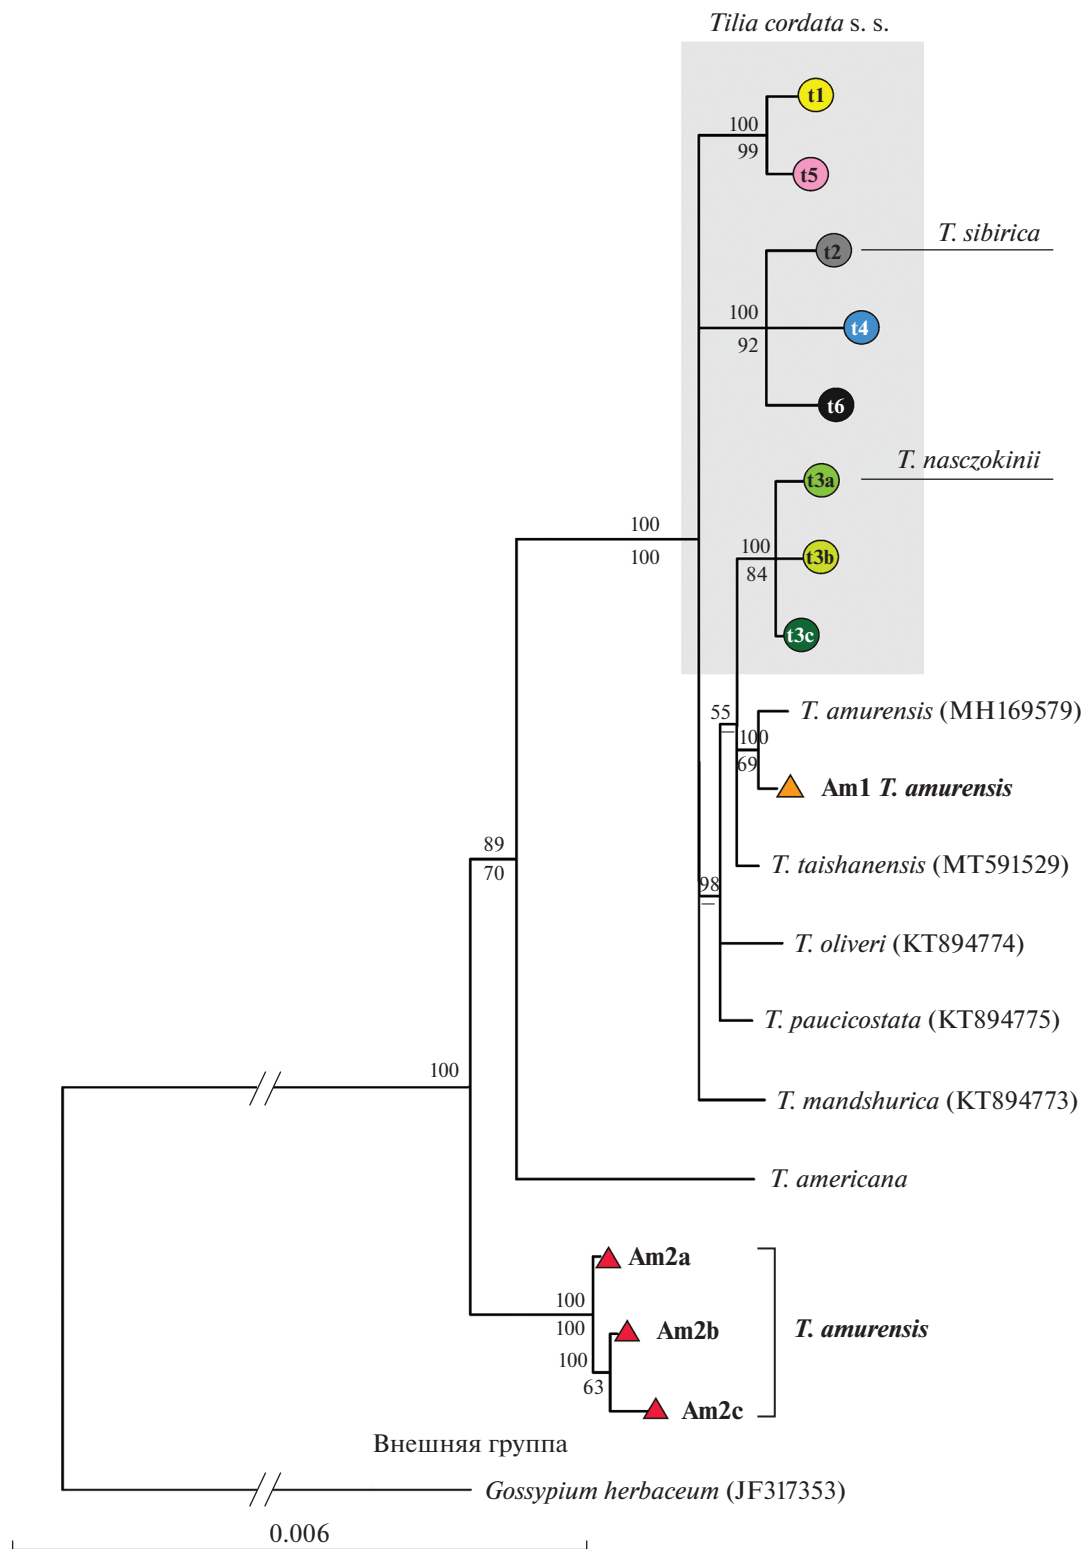 Tilia cordata s. s.
t1
100
99
t5
T. sibirica
t2
100
t4
92
t6
T. nasczokinii
t3a
100
100
100
t3b
84
t3c
55
–
T. amurensis (MH169579)
100
69
Am1 T. amurensis
89
70
T. taishanensis (MT591529)
98
–
T. oliveri (KT894774)
T. paucicostata (KT894775)
100
T. mandshurica (KT894773)
T. americana
Am2a
100
100
Am2b
T. amurensis
100
63
Am2c
Внешняя группа
Gossypium herbaceum (JF317353)
0.006